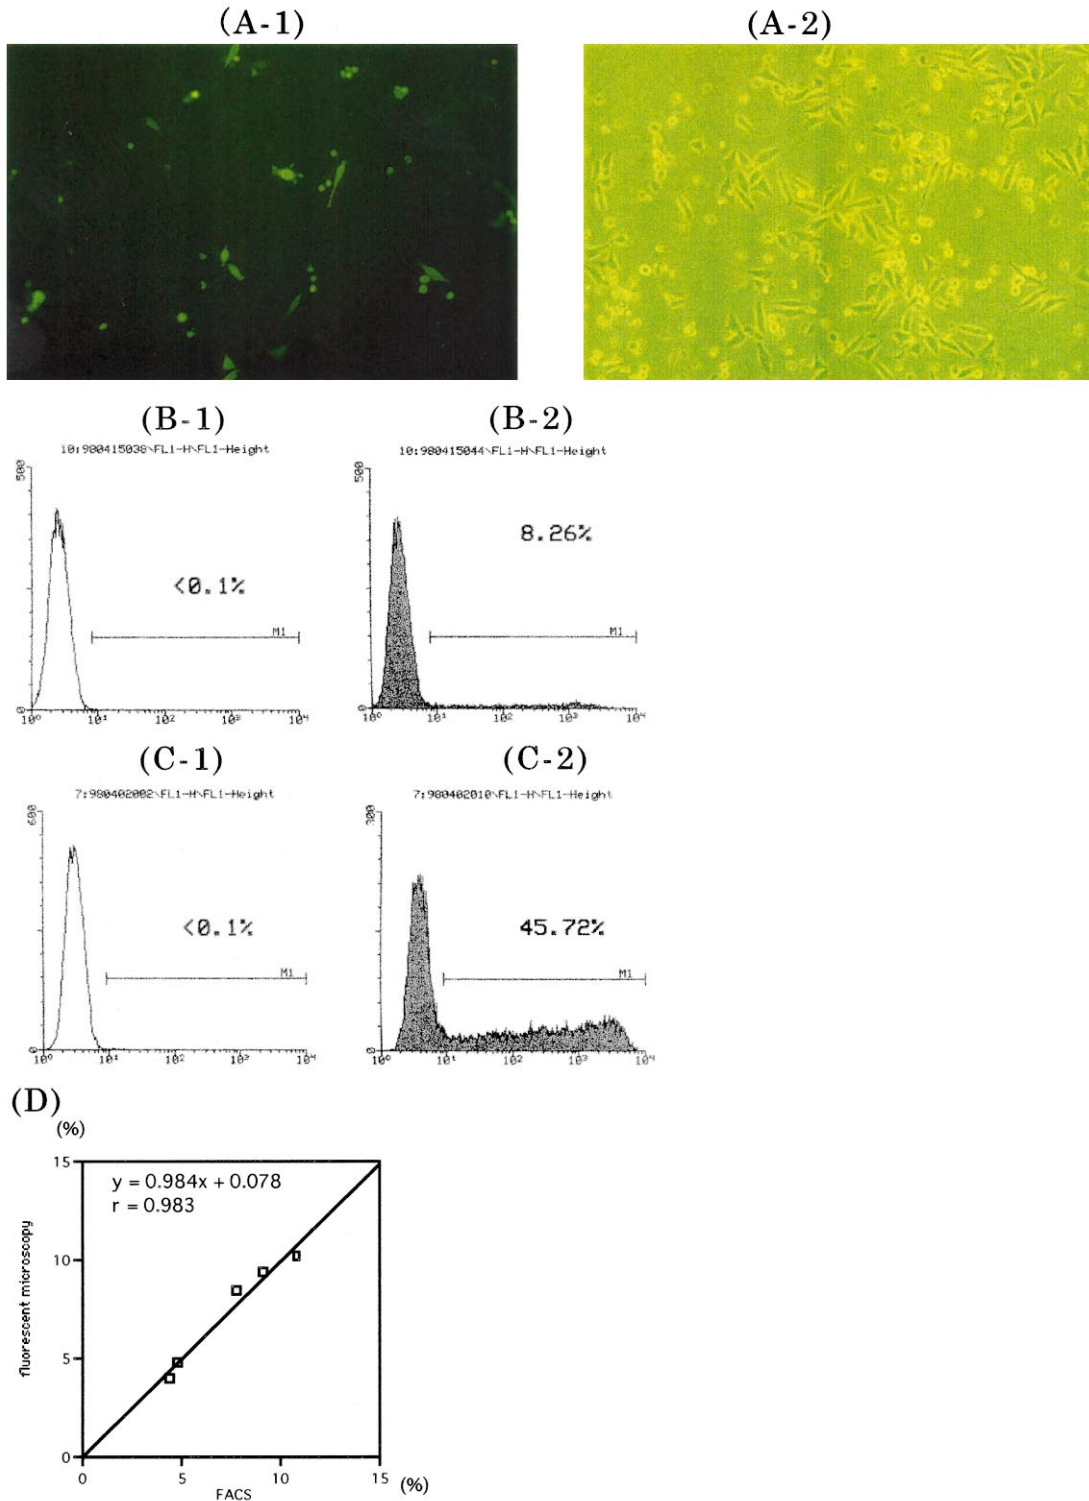 (A-1)
(A-2)
(B-1)
10:980415038\FL1-H\FL1-Height
500
<0.1%
M1
0
10⁰ 10¹ 10² 10³ 10⁴
(B-2)
10:980415044\FL1-H\FL1-Height
500
8.26%
M1
0
10⁰ 10¹ 10² 10³ 10⁴
(C-1)
7:980402002\FL1-H\FL1-Height
600
<0.1%
M1
0
10⁰ 10¹ 10² 10³ 10⁴
(C-2)
7:980402010\FL1-H\FL1-Height
45.72%
M1
0
10⁰ 10¹ 10² 10³ 10⁴
(D)
(%)
15
y = 0.984x + 0.078
r = 0.983
10
5
0
fluorescent microscopy
0 5 10 15 (%)
FACS